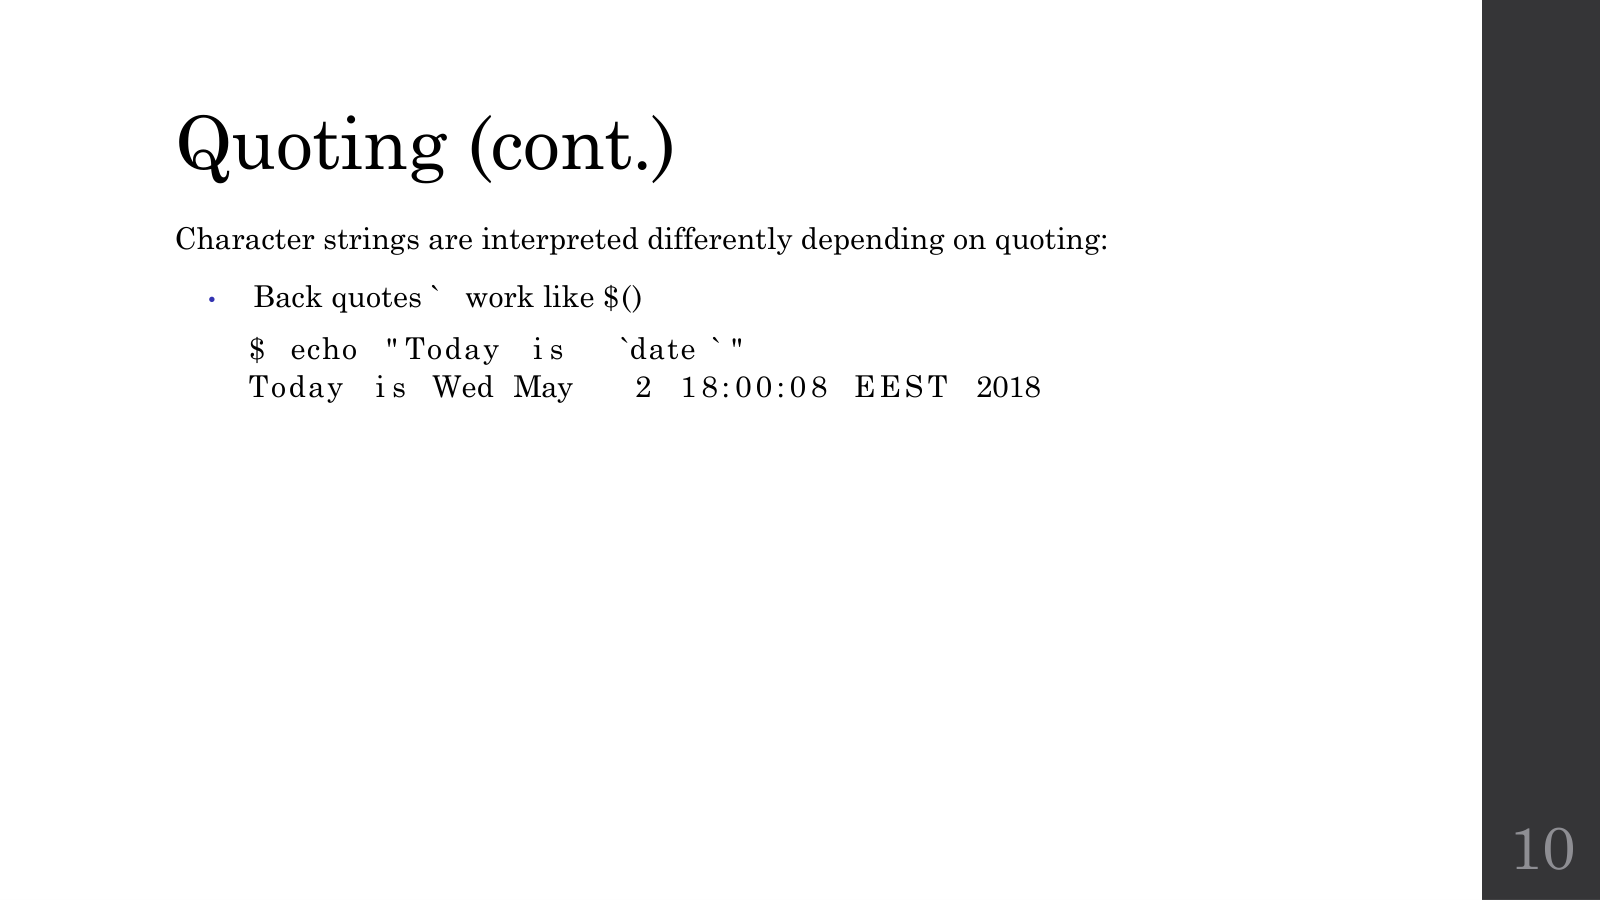 Quoting (cont.)
Character strings are interpreted differently depending on quoting:
• Back quotes ` work like $()
$ echo "Today is `date`"
Today is Wed May 2 18:00:08 EEST 2018
10